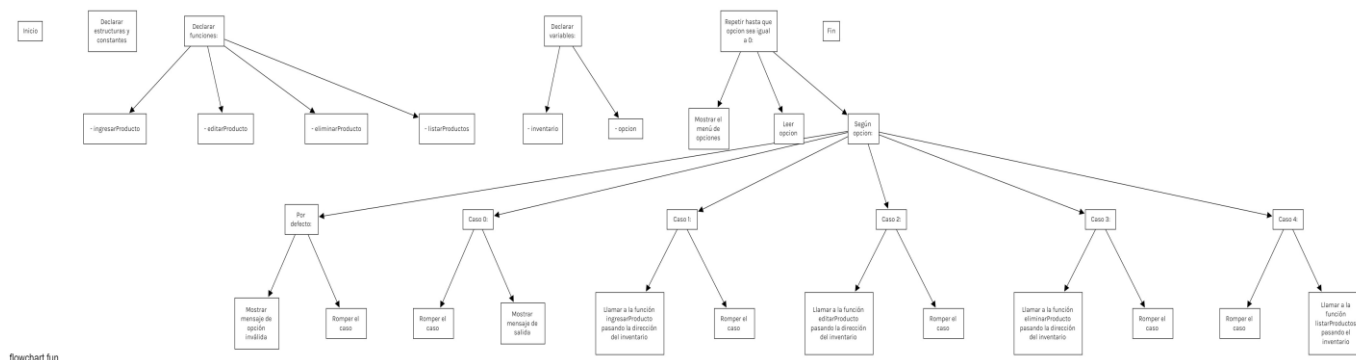 Inicio
Declarar
estructures y
constantes
Declarar
funciones:
Declarar
variables:
Repetir hasta que
opcion sea igual
a 0:
Fin
- ingresarProducto
- editarProducto
- eliminarProducto
- listarProductos
- inventario
- opcion
Mostrar el
menú de
opciones
Leer
opcion
Según
opcion:
Por
defecto:
Caso 0:
Caso 1:
Caso 2:
Caso 3:
Caso 4:
Mostrar
mensaje de
opción
inválida
Romper el
caso
Romper el
caso
Mostrar
mensaje de
salida
Llamar a la función
ingresarProducto
pasando la dirección
del inventario
Romper el
caso
Llamar a la función
editarProducto
pasando la dirección
del inventario
Romper el
caso
Llamar a la función
eliminarProducto
pasando la dirección
del inventario
Romper el
caso
Romper el
caso
Llamar a la
función
listarProductos
pasando el
inventario
flowchart fun